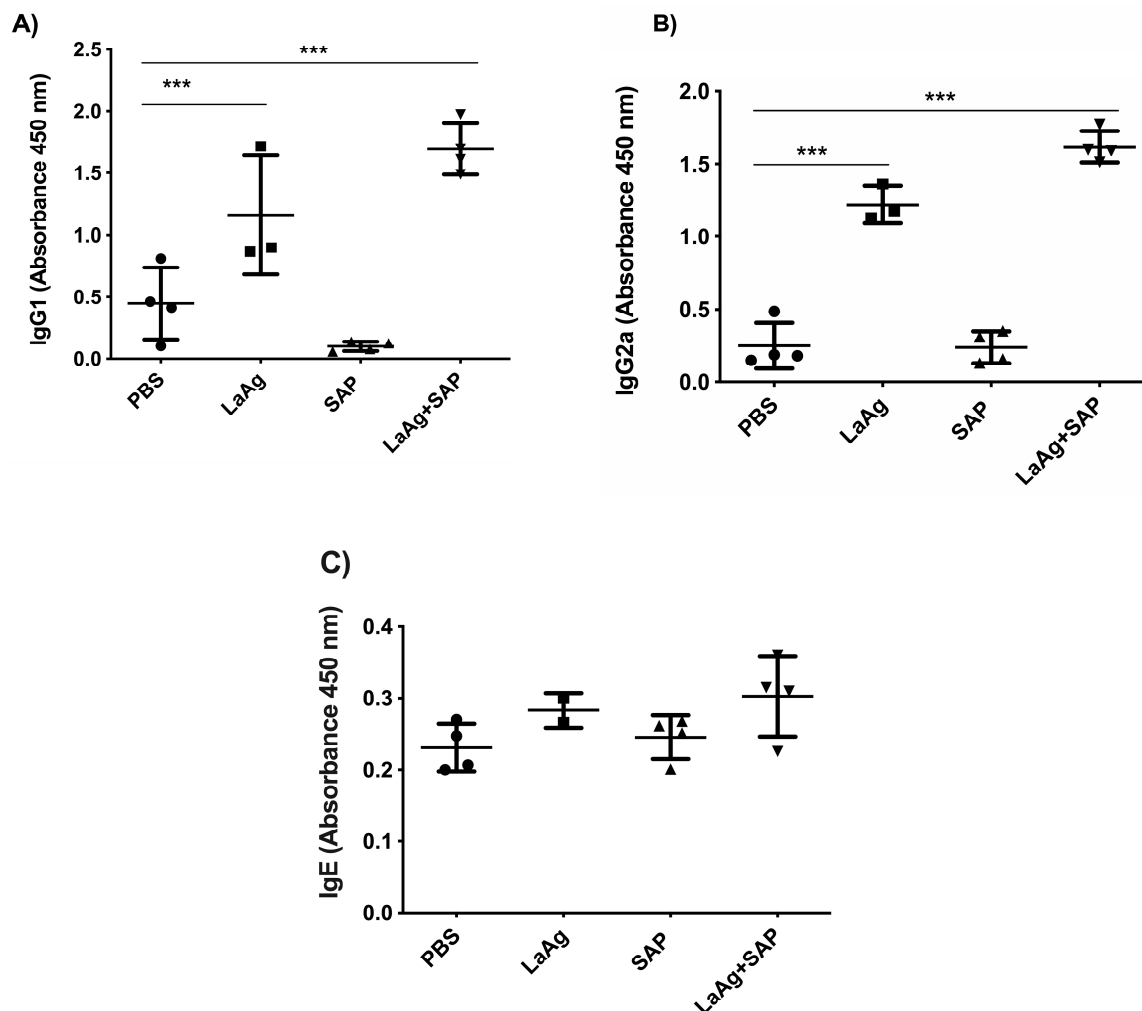 A)
IgG1 (Absorbance 450 nm)
2.5
2.0
1.5
1.0
0.5
0.0
***
***
PBS
LaAg
SAP
LaAg+SAP
B)
IgG2a (Absorbance 450 nm)
2.0
1.5
1.0
0.5
0.0
***
***
PBS
LaAg
SAP
LaAg+SAP
C)
IgE (Absorbance 450 nm)
0.4
0.3
0.2
0.1
0.0
PBS
LaAg
SAP
LaAg+SAP